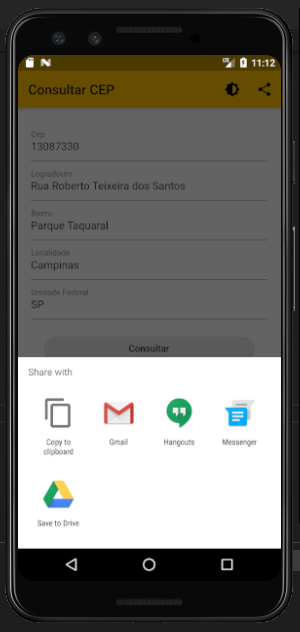 11:12
Consultar CEP
Cep
13087330
Logradouro
Rua Roberto Teixeira dos Santos
Bairro
Parque Taquaral
Localidade
Campinas
Unidade Federal
SP
Consultar
Share with
Copy to
clipboard
Gmail
Hangouts
Messenger
Save to Drive